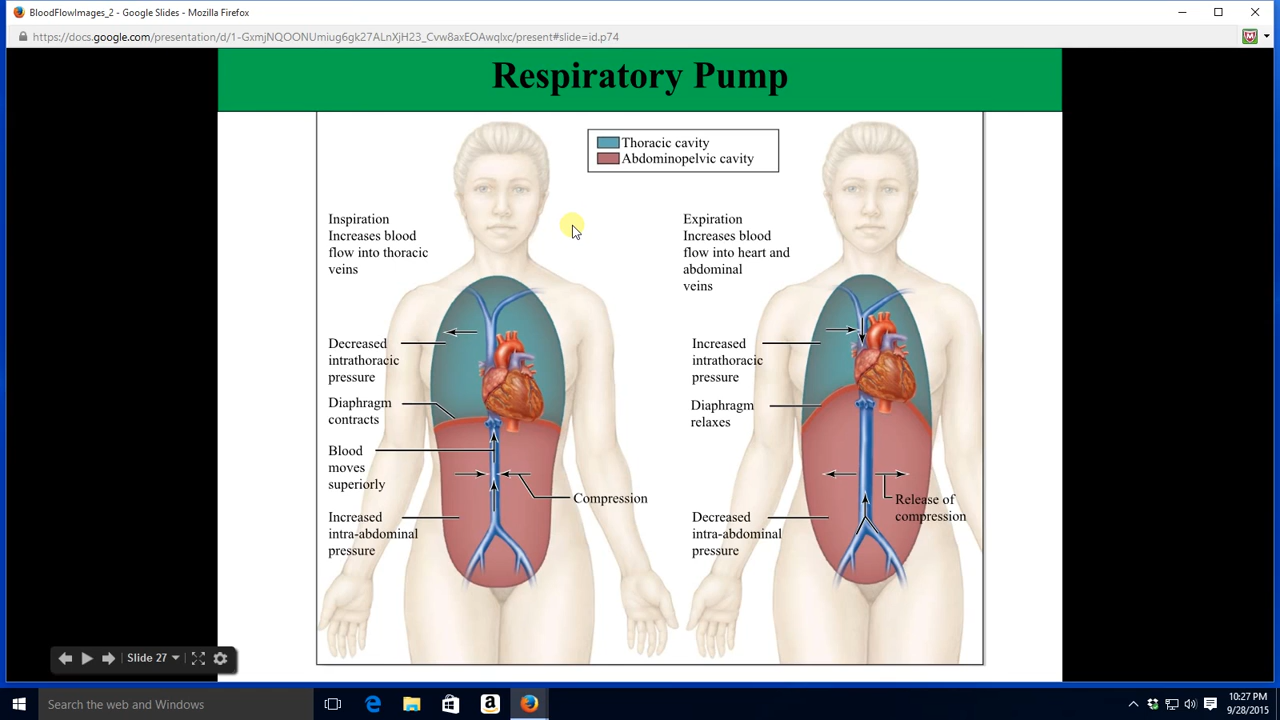 BloodFlowImages_2 - Google Slides - Mozilla Firefox
https://docs.google.com/presentation/d/1-GxmjNQOONUmiug6gk27ALnXjH23_Cvw8axEOAwqlxc/present#slide=id.p74
Respiratory Pump
Thoracic cavity
Abdominopelvic cavity
Inspiration
Increases blood
flow into thoracic
veins
Decreased
intrathoracic
pressure
Diaphragm
contracts
Blood
moves
superiorly
Increased
intra-abdominal
pressure
Compression
Expiration
Increases blood
flow into heart and
abdominal
veins
Increased
intrathoracic
pressure
Diaphragm
relaxes
Decreased
intra-abdominal
pressure
Release of
compression
Slide 27
Search the web and Windows
10:27 PM
9/28/2015